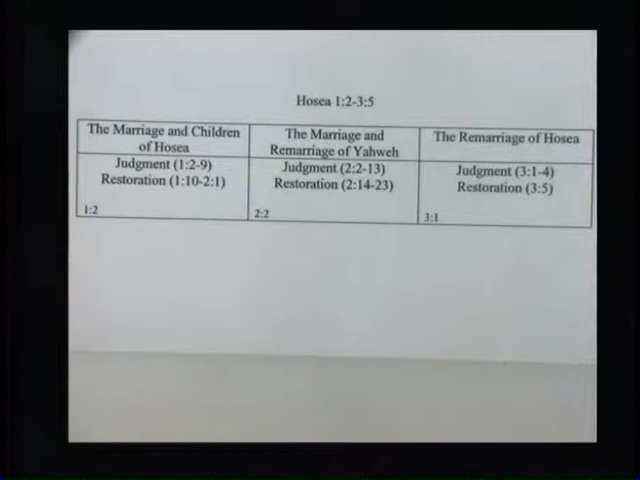 Hosea 1:2-3:5
The Marriage and Children
of Hosea
Judgment (1:2-9)
Restoration (1:10-2:1)
1:2
The Marriage and
Remarriage of Yahweh
Judgment (2:2-13)
Restoration (2:14-23)
2:2
The Remarriage of Hosea
Judgment (3:1-4)
Restoration (3:5)
3:1